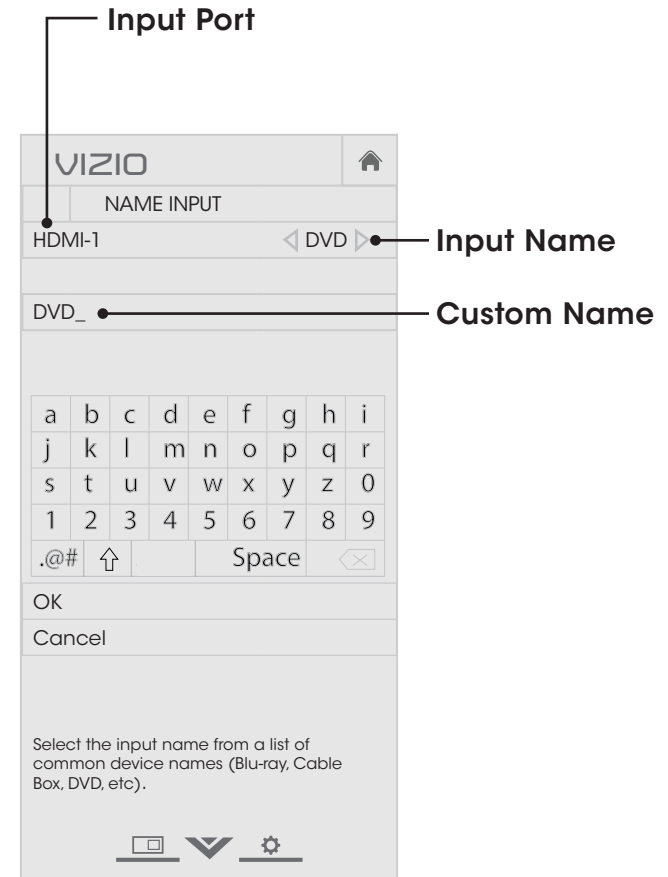 Input Port
VIZIO
NAME INPUT
HDMI-1 DVD
Input Name
DVD_
Custom Name
a b c d e f g h i
j k l m n o p q r
s t u v w x y z 0
1 2 3 4 5 6 7 8 9
.@# Space
OK
Cancel
Select the input name from a list of
common device names (Blu-ray, Cable
Box, DVD, etc).